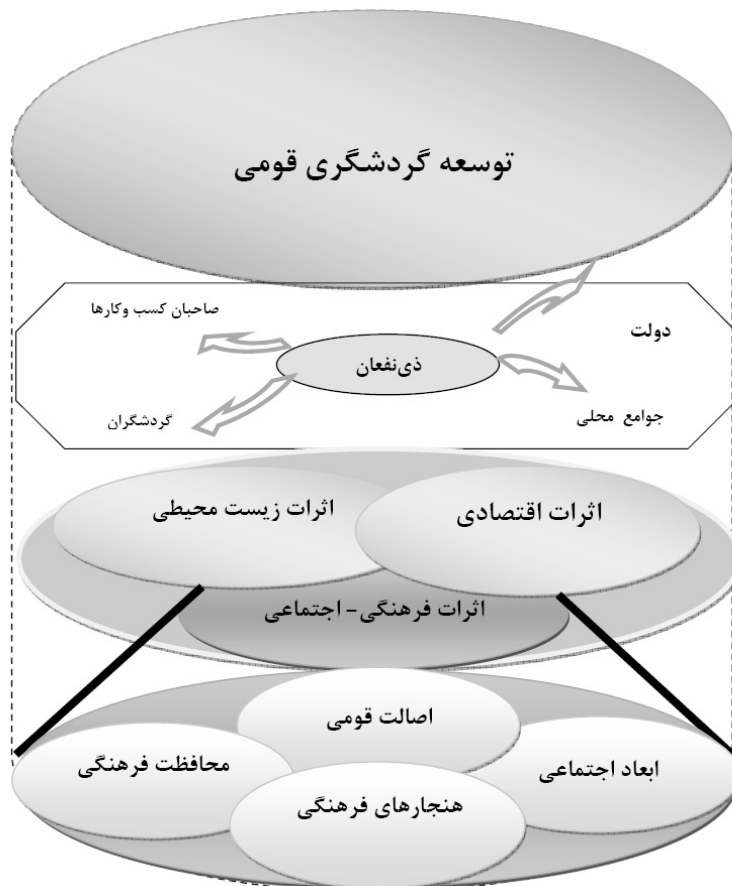 توسعه گردشگری قومی
صاحبان کسب وکارها
دولت
ذی‌نفعان
جوامع محلی
گردشگران
اثرات اقتصادی
اثرات زیست محیطی
اثرات فرهنگی- اجتماعی
اصالت قومی
ابعاد اجتماعی
محافظت فرهنگی
هنجارهای فرهنگی